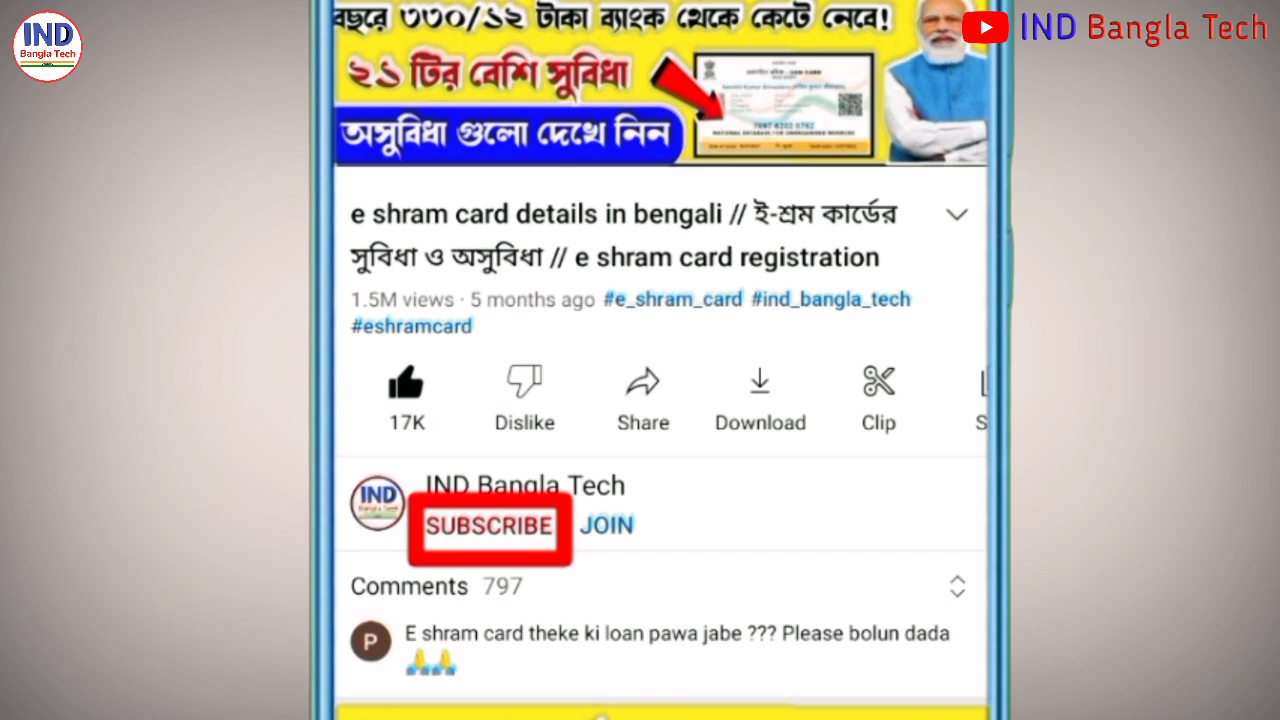 IND
Bangla Tech
IND Bangla Tech
বছরে ৩৩০/১২ টাকা ব্যাংক থেকে কেটে নেবে!
২১ টির বেশি সুবিধা
অসুবিধা গুলো দেখে নিন
e shram card details in bengali // ই-শ্রম কার্ডের
সুবিধা ও অসুবিধা // e shram card registration
1.5M views · 5 months ago #e_shram_card #ind_bangla_tech
#eshramcard
17K Dislike Share Download Clip S
IND Bangla Tech
IND
Bangla Tech
SUBSCRIBE JOIN
Comments 797
P
E shram card theke ki loan pawa jabe ??? Please bolun dada
🙏🙏